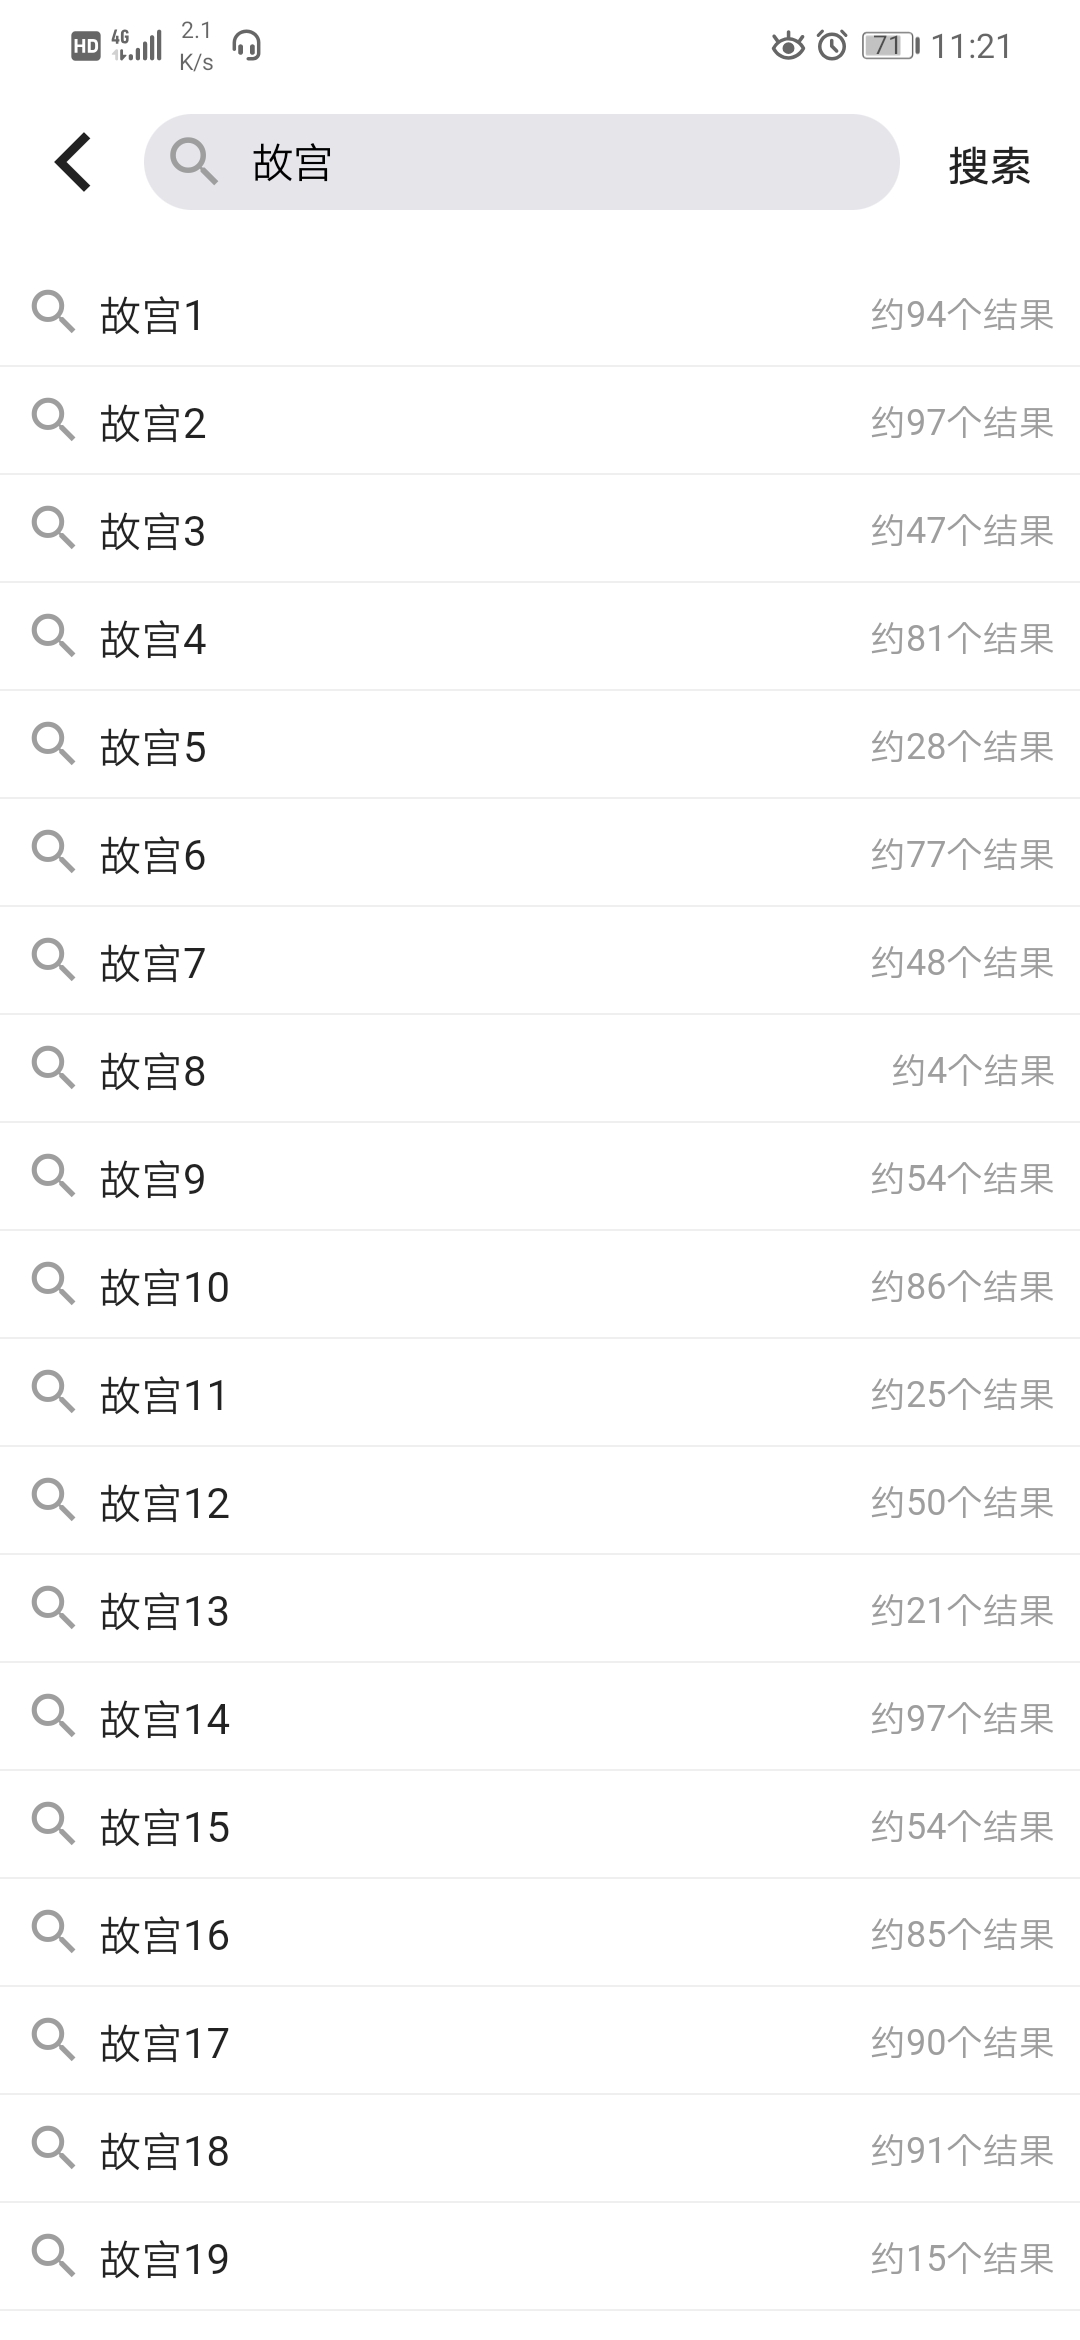 HD 4G 2.1 K/s 71 11:21
故宫 搜索
故宫1 约94个结果
故宫2 约97个结果
故宫3 约47个结果
故宫4 约81个结果
故宫5 约28个结果
故宫6 约77个结果
故宫7 约48个结果
故宫8 约4个结果
故宫9 约54个结果
故宫10 约86个结果
故宫11 约25个结果
故宫12 约50个结果
故宫13 约21个结果
故宫14 约97个结果
故宫15 约54个结果
故宫16 约85个结果
故宫17 约90个结果
故宫18 约91个结果
故宫19 约15个结果